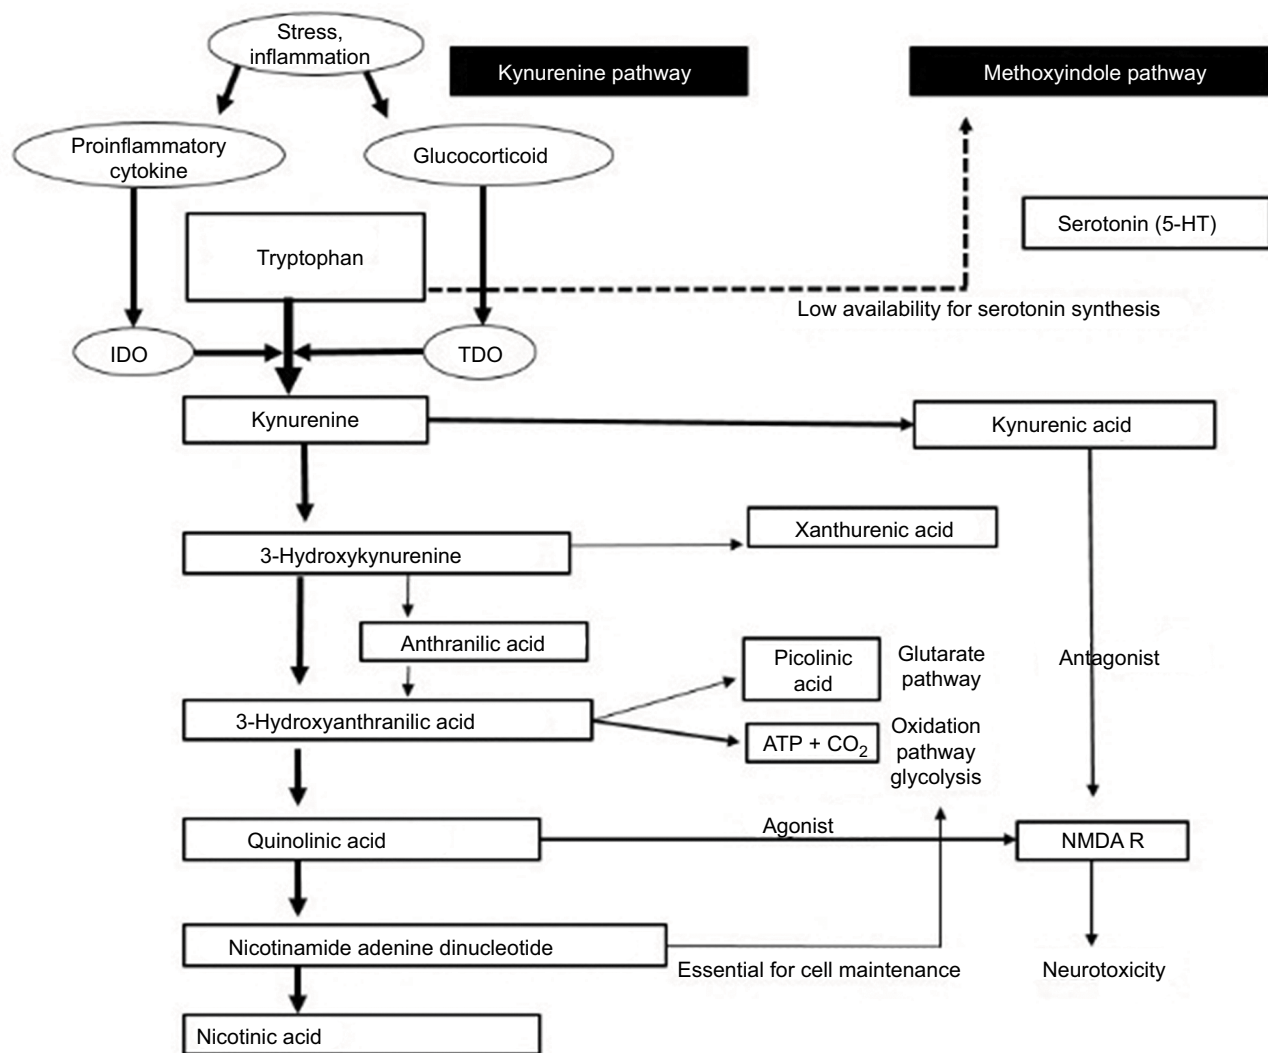 Stress,
inflammation
Kynurenine pathway
Methoxyindole pathway
Proinflammatory
cytokine
Glucocorticoid
Serotonin (5-HT)
Tryptophan
Low availability for serotonin synthesis
IDO
TDO
Kynurenine
Kynurenic acid
Xanthurenic acid
3-Hydroxykynurenine
Anthranilic acid
Picolinic
acid
Glutarate
pathway
Antagonist
3-Hydroxyanthranilic acid
ATP + CO₂
Oxidation
pathway
glycolysis
Quinolinic acid
Agonist
NMDA R
Nicotinamide adenine dinucleotide
Essential for cell maintenance
Neurotoxicity
Nicotinic acid